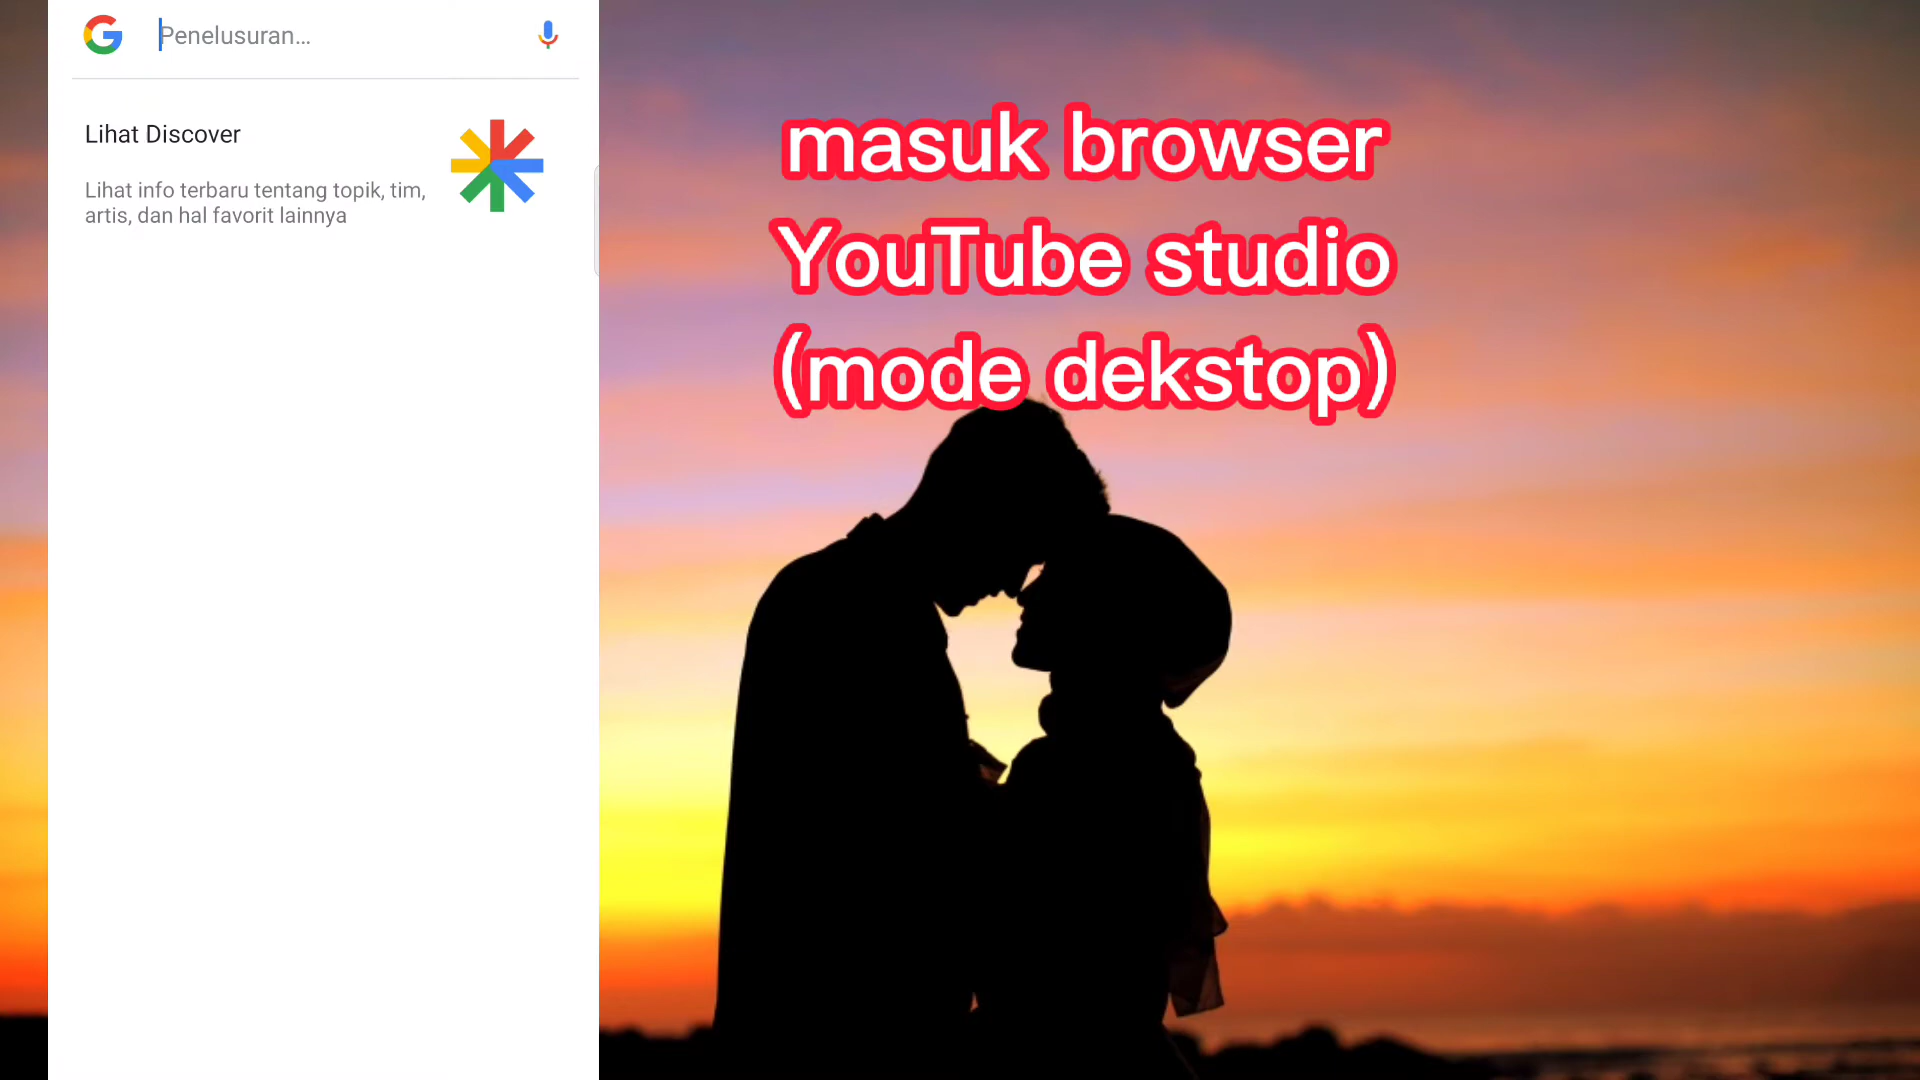 Penelusuran...
Lihat Discover
Lihat info terbaru tentang topik, tim,
artis, dan hal favorit lainnya
masuk browser
YouTube studio
(mode dekstop)